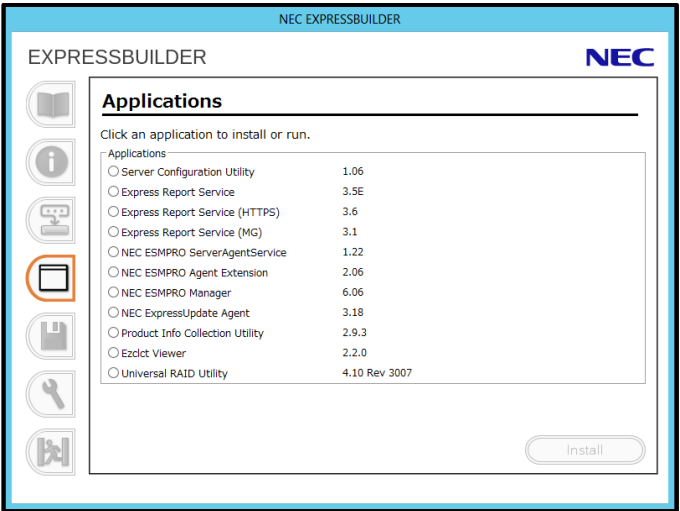 NEC EXPRESSBUILDER
EXPRESSBUILDER
NEC
Applications
Click an application to install or run.
Applications
Server Configuration Utility 1.06
Express Report Service 3.5E
Express Report Service (HTTPS) 3.6
Express Report Service (MG) 3.1
NEC ESMPRO ServerAgentService 1.22
NEC ESMPRO Agent Extension 2.06
NEC ESMPRO Manager 6.06
NEC ExpressUpdate Agent 3.18
Product Info Collection Utility 2.9.3
Ezclct Viewer 2.2.0
Universal RAID Utility 4.10 Rev 3007
Install